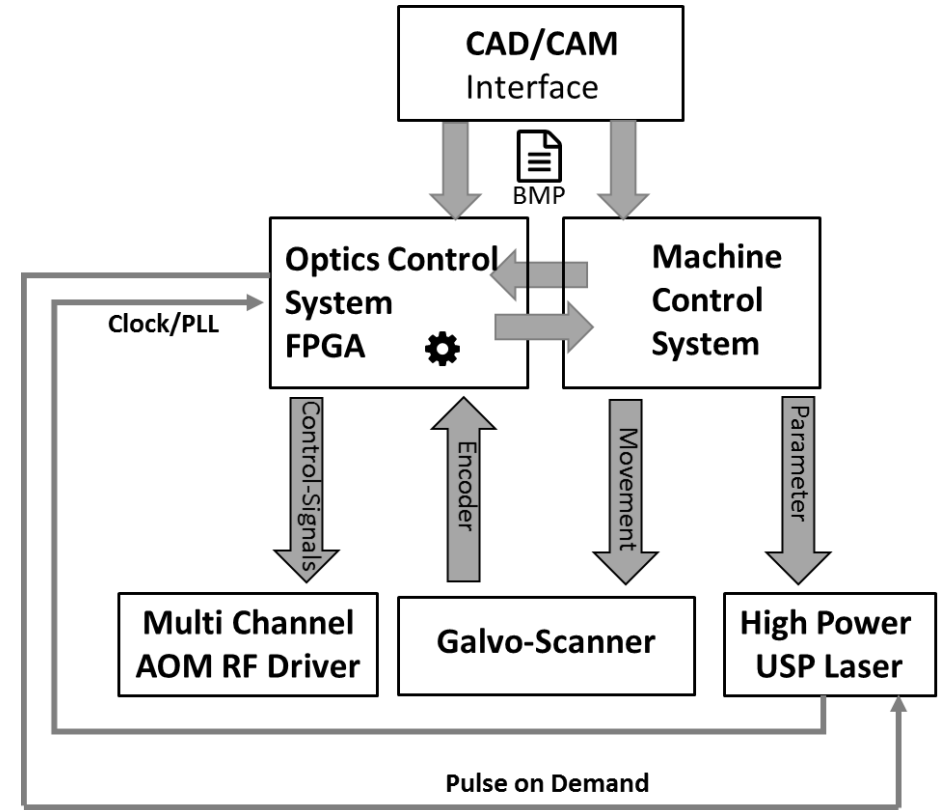 CAD/CAM
Interface
BMP
Optics Control
System
FPGA
Machine
Control
System
Clock/PLL
Control-Signals
Encoder
Movement
Parameter
Multi Channel
AOM RF Driver
Galvo-Scanner
High Power
USP Laser
Pulse on Demand